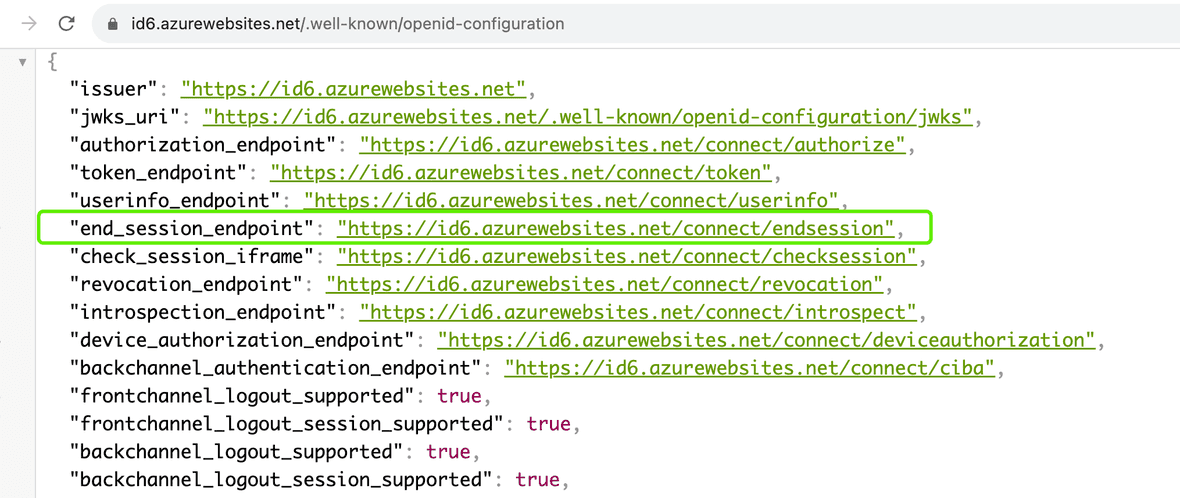 id6.azurewebsites.net/.well-known/openid-configuration
{
"issuer": "https://id6.azurewebsites.net",
"jwks_uri": "https://id6.azurewebsites.net/.well-known/openid-configuration/jwks",
"authorization_endpoint": "https://id6.azurewebsites.net/connect/authorize",
"token_endpoint": "https://id6.azurewebsites.net/connect/token",
"userinfo_endpoint": "https://id6.azurewebsites.net/connect/userinfo",
"end_session_endpoint": "https://id6.azurewebsites.net/connect/endsession",
"check_session_iframe": "https://id6.azurewebsites.net/connect/checksession",
"revocation_endpoint": "https://id6.azurewebsites.net/connect/revocation",
"introspection_endpoint": "https://id6.azurewebsites.net/connect/introspect",
"device_authorization_endpoint": "https://id6.azurewebsites.net/connect/deviceauthorization",
"backchannel_authentication_endpoint": "https://id6.azurewebsites.net/connect/ciba",
"frontchannel_logout_supported": true,
"frontchannel_logout_session_supported": true,
"backchannel_logout_supported": true,
"backchannel_logout_session_supported": true,